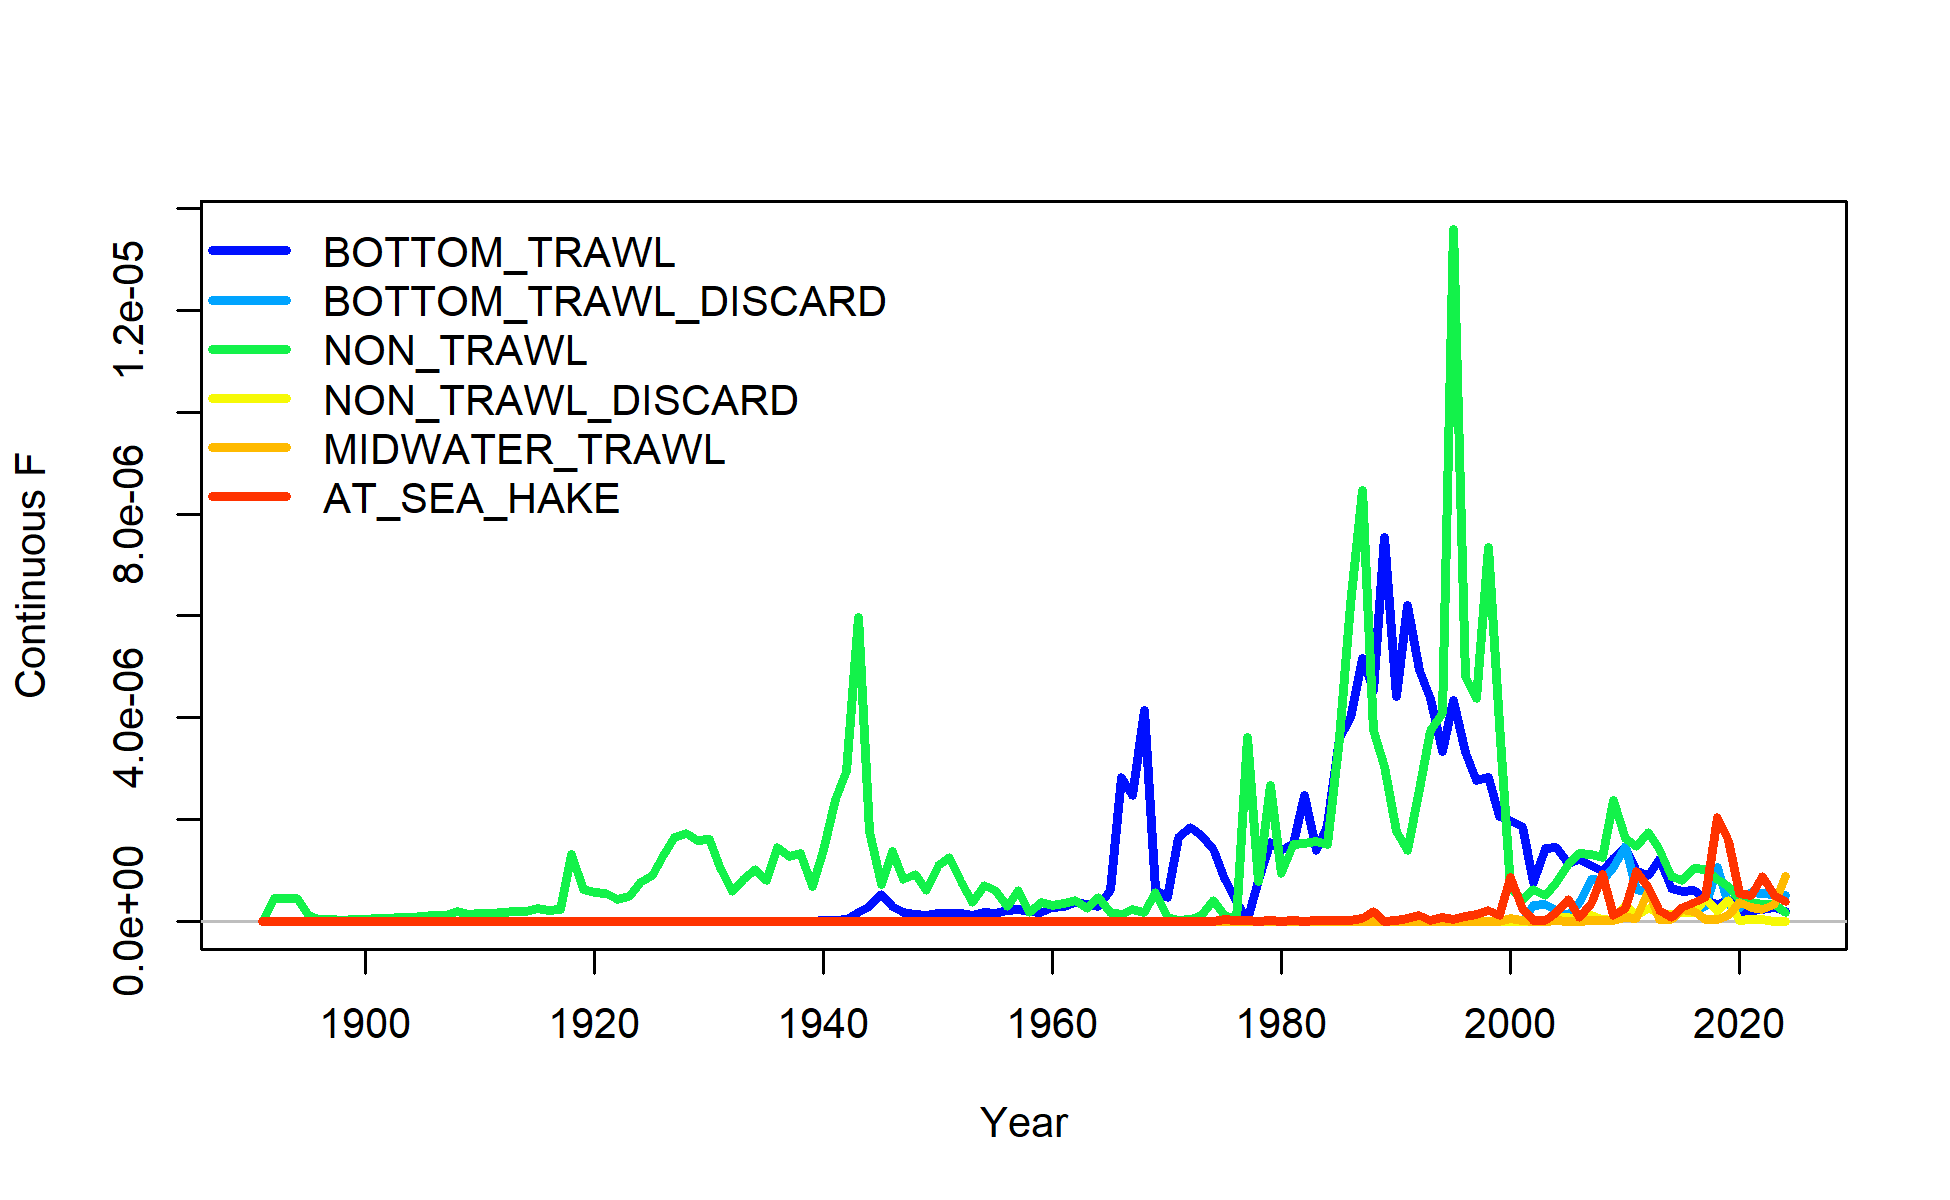 BOTTOM_TRAWL
BOTTOM_TRAWL_DISCARD
NON_TRAWL
NON_TRAWL_DISCARD
MIDWATER_TRAWL
AT_SEA_HAKE
Continuous F
1.2e-05
8.0e-06
4.0e-06
0.0e+00
1900 1920 1940 1960 1980 2000 2020
Year